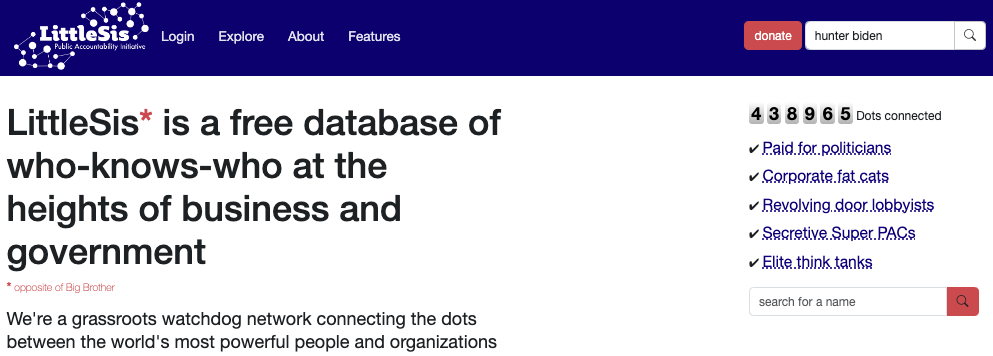 LittleSis
Public Accountability Initiative
Login Explore About Features
donate
hunter biden
LittleSis* is a free database of
who-knows-who at the
heights of business and
government
* opposite of Big Brother
We're a grassroots watchdog network connecting the dots
between the world's most powerful people and organizations
438965 Dots connected
✔ Paid for politicians
✔ Corporate fat cats
✔ Revolving door lobbyists
✔ Secretive Super PACs
✔ Elite think tanks
search for a name